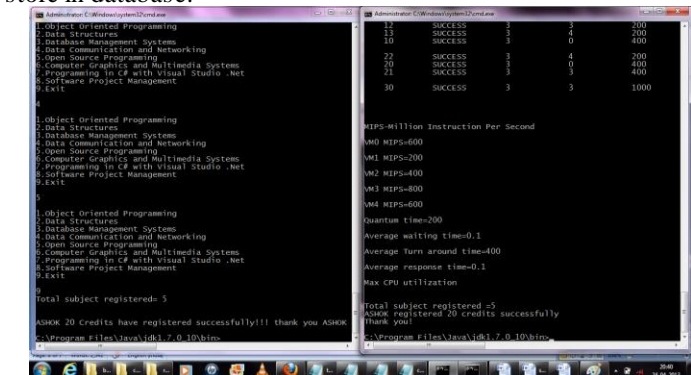 store in database.
Administrator: C:\Windows\system32\cmd.exe
1.Object Oriented Programming
2.Data Structures
3.Database Management Systems
4.Data Communication and Networking
5.Open Source Programming
6.Computer Graphics and Multimedia Systems
7.Programming in C# with Visual Studio .Net
8.Software Project Management
9.Exit
4
1.Object Oriented Programming
2.Data Structures
3.Database Management Systems
4.Data Communication and Networking
5.Open Source Programming
6.Computer Graphics and Multimedia Systems
7.Programming in C# with Visual Studio .Net
8.Software Project Management
9.Exit
5
1.Object Oriented Programming
2.Data Structures
3.Database Management Systems
4.Data Communication and Networking
5.Open Source Programming
6.Computer Graphics and Multimedia Systems
7.Programming in C# with Visual Studio .Net
8.Software Project Management
9.Exit
9
Total subject registered= 5
ASHOK 20 Credits have registered successfully!!! thank you ASHOK
C:\Program Files\Java\jdk1.7.0_10\bin>
Administrator: C:\Windows\system32\cmd.exe
12 SUCCESS 3 3 200
13 SUCCESS 3 4 200
10 SUCCESS 3 0 400
22 SUCCESS 3 4 200
20 SUCCESS 3 0 400
21 SUCCESS 3 3 400
30 SUCCESS 3 3 1000
MIPS-Million Instruction Per Second
VM0 MIPS=600
VM1 MIPS=200
VM2 MIPS=400
VM3 MIPS=800
VM4 MIPS=600
Quantum time=200
Average waiting time=0.1
Average Turn around time=400
Average response time=0.1
Max CPU utilization
Total subject registered =5
ASHOK registered 20 credits successfully
Thank you!
C:\Program Files\Java\jdk1.7.0_10\bin>
20:40